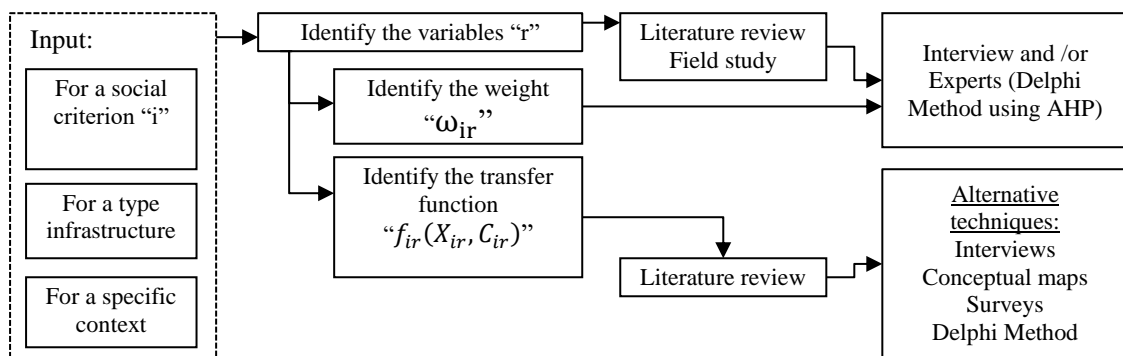 Input:
For a social
criterion “i”
For a type
infrastructure
For a specific
context
Identify the variables “r”
Identify the weight
“ω_ir”
Identify the transfer
function
“f_ir(X_ir, C_ir)”
Literature review
Field study
Literature review
Interview and /or
Experts (Delphi
Method using AHP)
Alternative
techniques:
Interviews
Conceptual maps
Surveys
Delphi Method